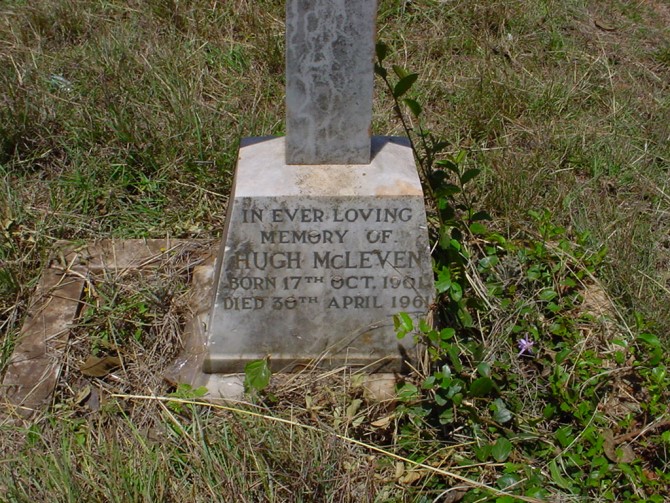 IN EVER LOVING
MEMORY OF
HUGH McLEVEN
BORN 17TH OCT. 1901.
DIED 30TH APRIL 1961